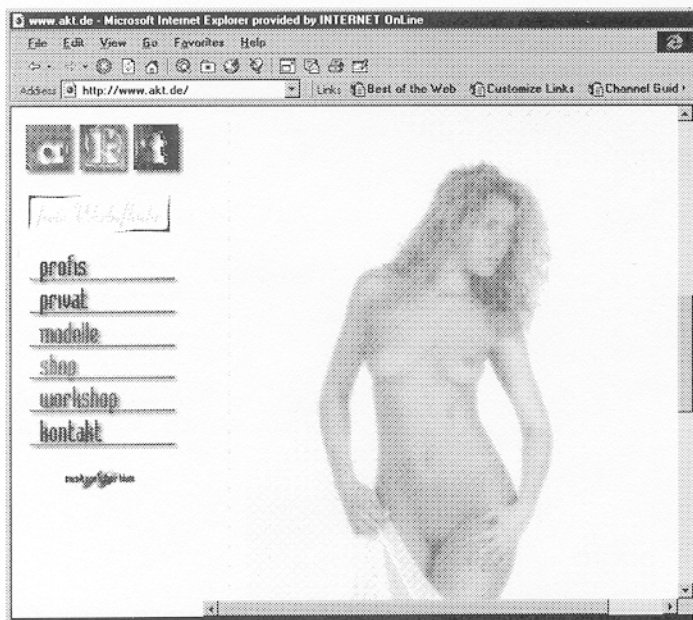 www.akt.de - Microsoft Internet Explorer provided by INTERNET OnLine
File Edit View Go Favorites Help
Address http://www.akt.de/ Links Best of the Web Customize Links Channel Guid
a k t
profis
privat
modelle
shop
workshop
kontakt